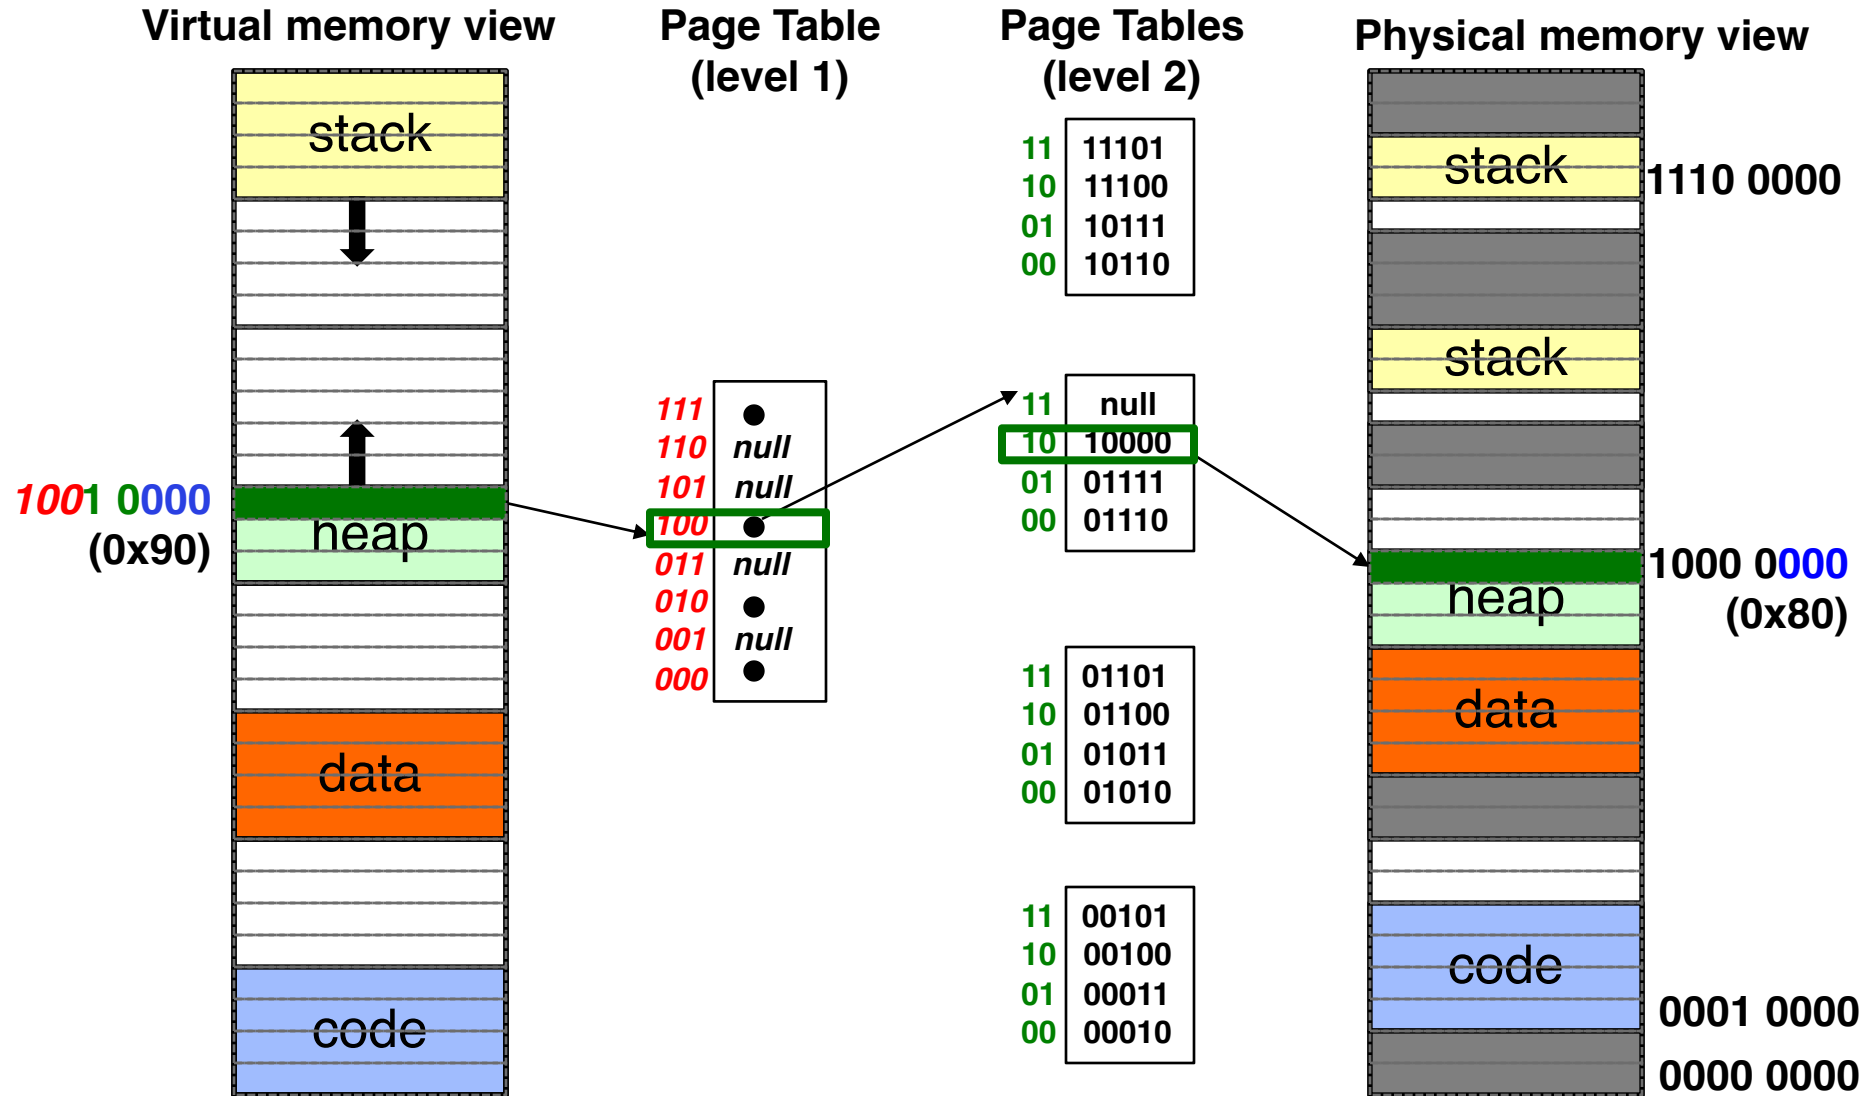 Virtual memory view
Page Table
(level 1)
Page Tables
(level 2)
Physical memory view
stack
heap
data
code
1001 0000
(0x90)
111
110 null
101 null
100
011 null
010
001 null
000
11 11101
10 11100
01 10111
00 10110
11 null
10 10000
01 01111
00 01110
11 01101
10 01100
01 01011
00 01010
11 00101
10 00100
01 00011
00 00010
stack
1110 0000
stack
1000 0000
(0x80)
heap
data
code
0001 0000
0000 0000